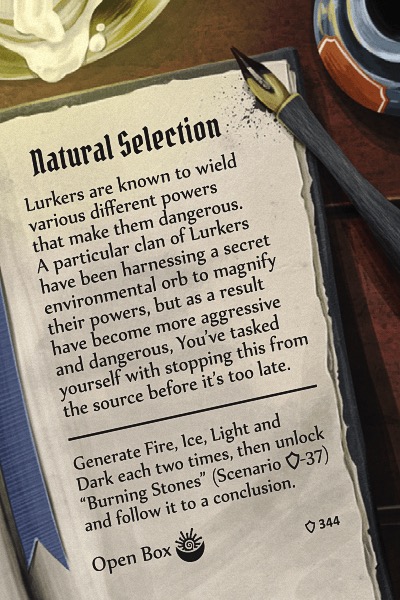 Natural Selection
Lurkers are known to wield
various different powers
that make them dangerous.
A particular clan of Lurkers
have been harnessing a secret
environmental orb to magnify
their powers, but as a result
have become more aggressive
and dangerous, You've tasked
yourself with stopping this from
the source before it's too late.
Generate Fire, Ice, Light and
Dark each two times, then unlock
"Burning Stones" (Scenario -37)
and follow it to a conclusion.
344
Open Box